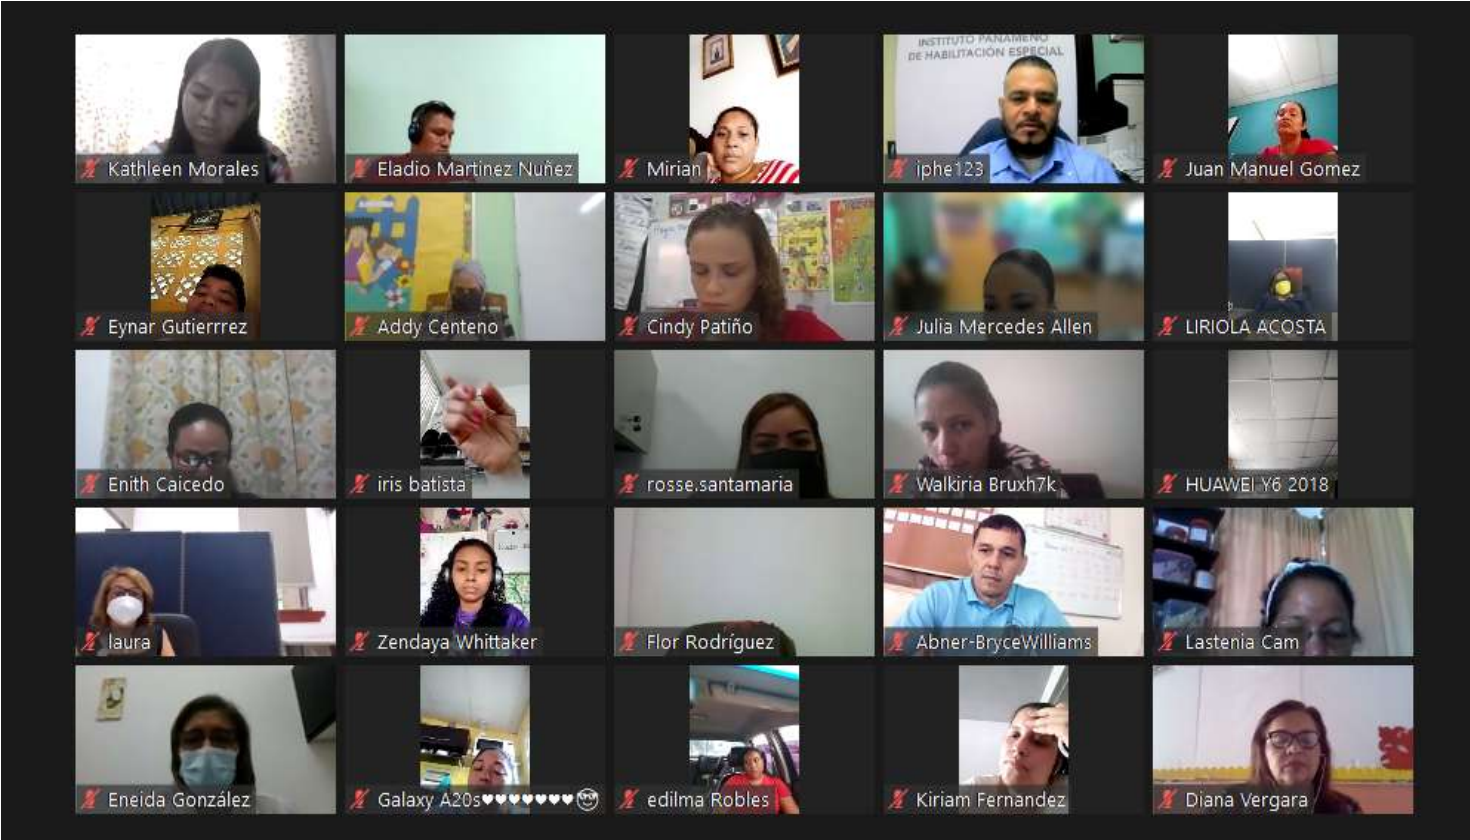 INSTITUTO PANAMEÑO
DE HABILITACIÓN ESPECIAL
Kathleen Morales
Eladio Martinez Nuñez
Mirian
iphe123
Juan Manuel Gomez
Eynar Gutierrrez
Addy Centeno
Cindy Patiño
Julia Mercedes Allen
LIRIOLA ACOSTA
Enith Caicedo
iris batista
rosse.santamaria
Walkiria Bruxh7k
HUAWEI Y6 2018
laura
Zendaya Whittaker
Flor Rodríguez
Abner-BryceWilliams
Lastenia Cam
Eneida González
Galaxy A20s♥♥♥♥♥♥♥🤓
edilma Robles
Kiriam Fernandez
Diana Vergara